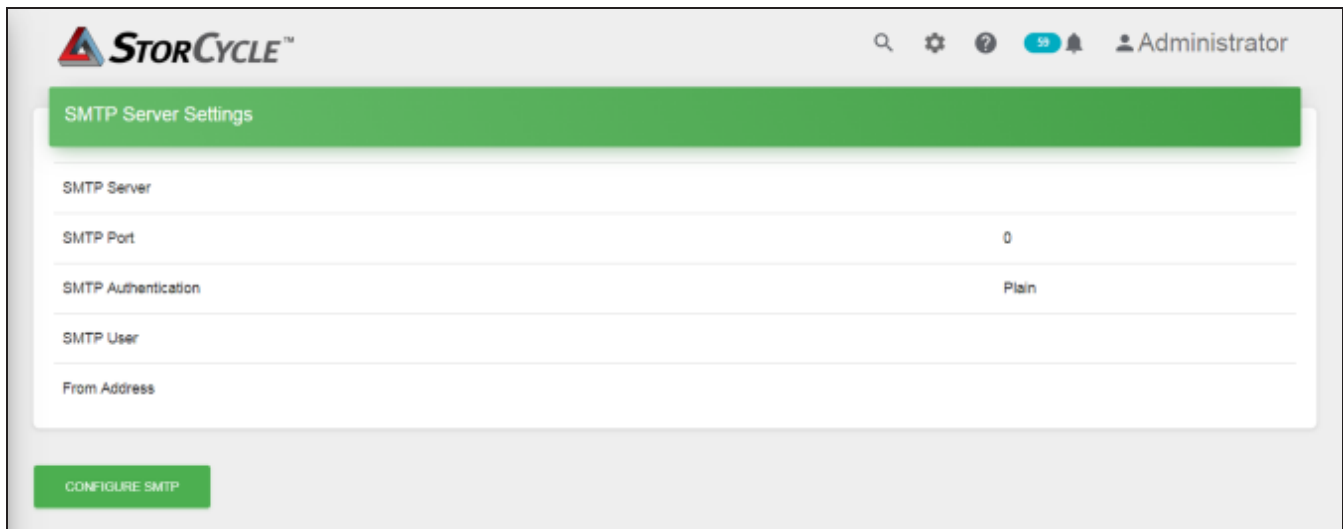 STORCYCLE™
59
Administrator
SMTP Server Settings
SMTP Server
SMTP Port 0
SMTP Authentication Plain
SMTP User
From Address
CONFIGURE SMTP